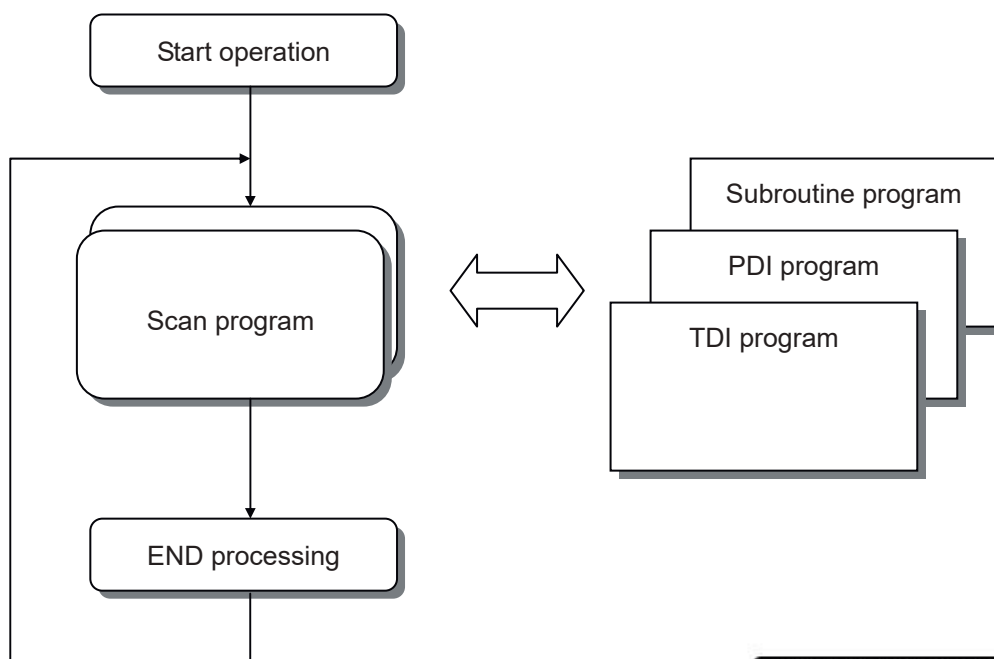 Start operation
Subroutine program
PDI program
Scan program
TDI program
END processing